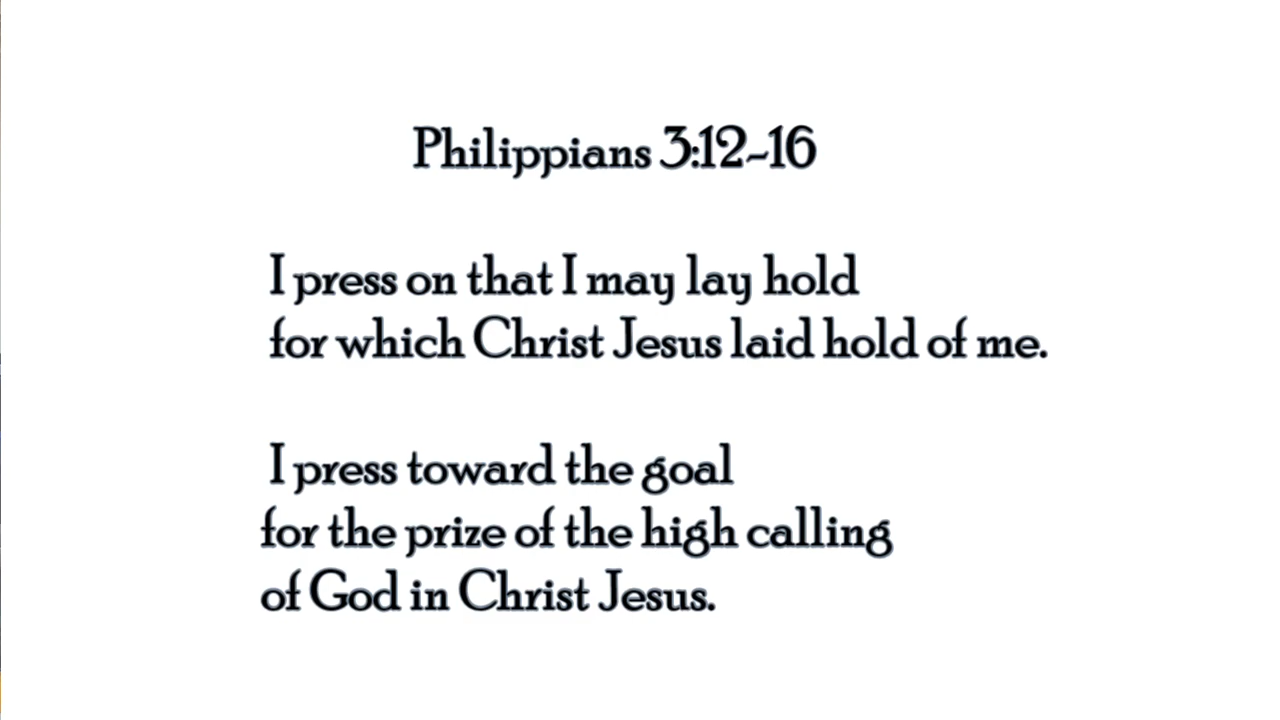 Philippians 3:12-16
I press on that I may lay hold
for which Christ Jesus laid hold of me.
I press toward the goal
for the prize of the high calling
of God in Christ Jesus.